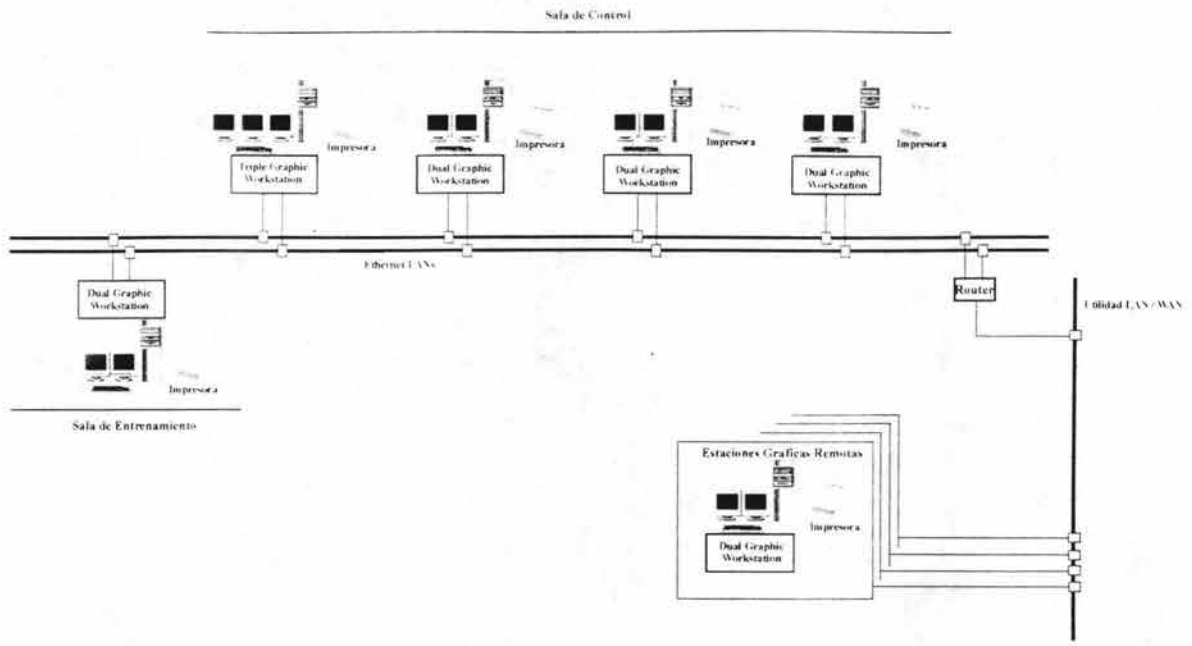 Sala de Control
Impresora
Impresora
Impresora
Impresora
Triple Graphic
Workstation
Dual Graphic
Workstation
Dual Graphic
Workstation
Dual Graphic
Workstation
Ethernet LANs
Dual Graphic
Workstation
Router
Utilidad-LAN / WAN
Impresora
Sala de Entrenamiento
Estaciones Graficas Remotas
Impresora
Dual Graphic
Workstation